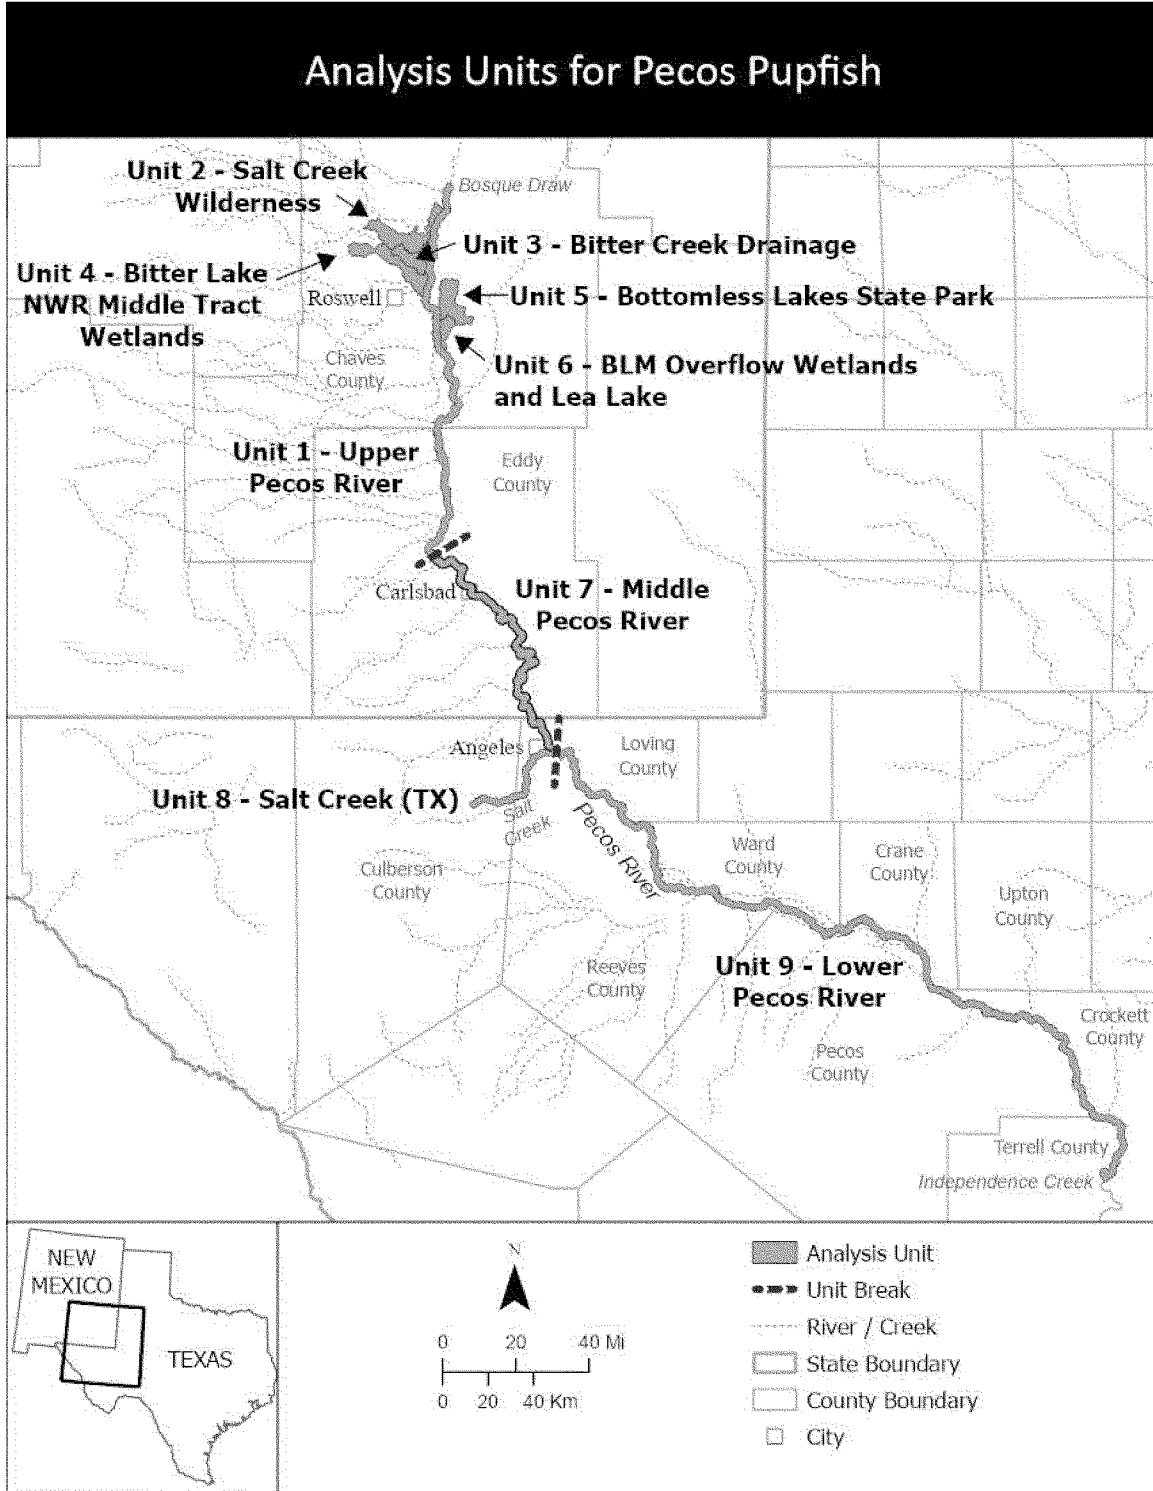 Analysis Units for Pecos Pupfish
Unit 2 - Salt Creek
Wilderness
Bosque Draw
Unit 3 - Bitter Creek Drainage
Unit 4 - Bitter Lake
NWR Middle Tract
Wetlands
Roswell
Unit 5 - Bottomless Lakes State Park
Chaves
County
Unit 6 - BLM Overflow Wetlands
and Lea Lake
Unit 1 - Upper
Pecos River
Eddy
County
Carlsbad
Unit 7 - Middle
Pecos River
Angeles
Loving
County
Unit 8 - Salt Creek (TX)
Salt
Creek
Pecos River
Ward
County
Crane
County
Culberson
County
Upton
County
Reeves
County
Unit 9 - Lower
Pecos River
Crockett
County
Pecos
County
Terrell County
Independence Creek
NEW
MEXICO
TEXAS
N
0 20 40 Mi
0 20 40 Km
Analysis Unit
Unit Break
River / Creek
State Boundary
County Boundary
City